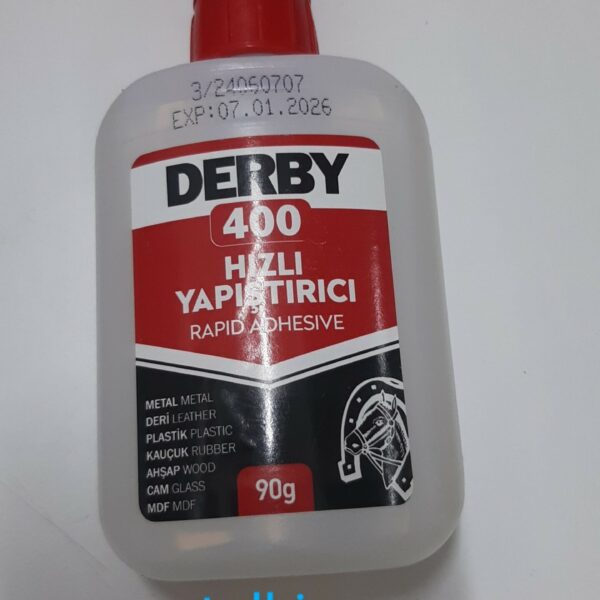 3/24060707
EXP:07.01.2026
DERBY
400
HIZLI
YAPIŞTIRICI
RAPID ADHESIVE
METAL METAL
DERİ LEATHER
PLASTİK PLASTIC
KAUÇUK RUBBER
AHŞAP WOOD
CAM GLASS
MDF MDF
90g